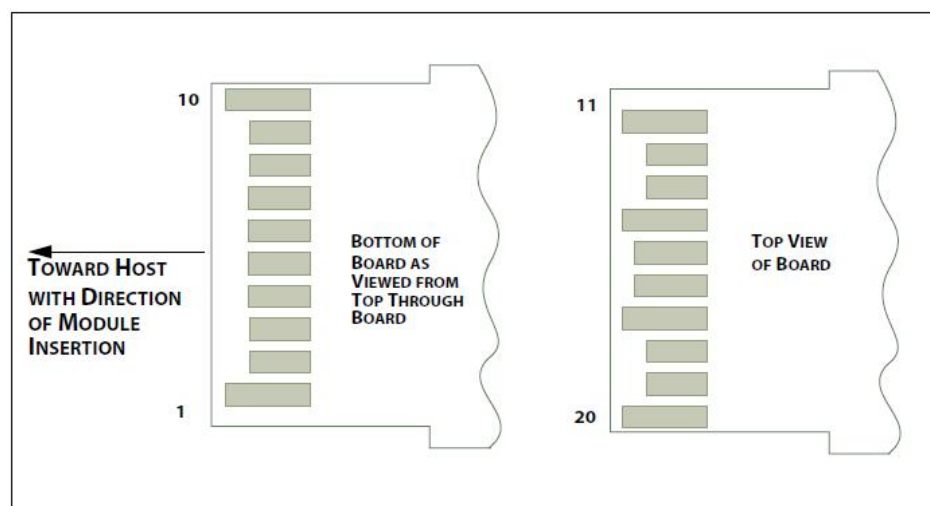 10
1
TOWARD HOST
WITH DIRECTION
OF MODULE
INSERTION
BOTTOM OF
BOARD AS
VIEWED FROM
TOP THROUGH
BOARD
11
20
TOP VIEW
OF BOARD